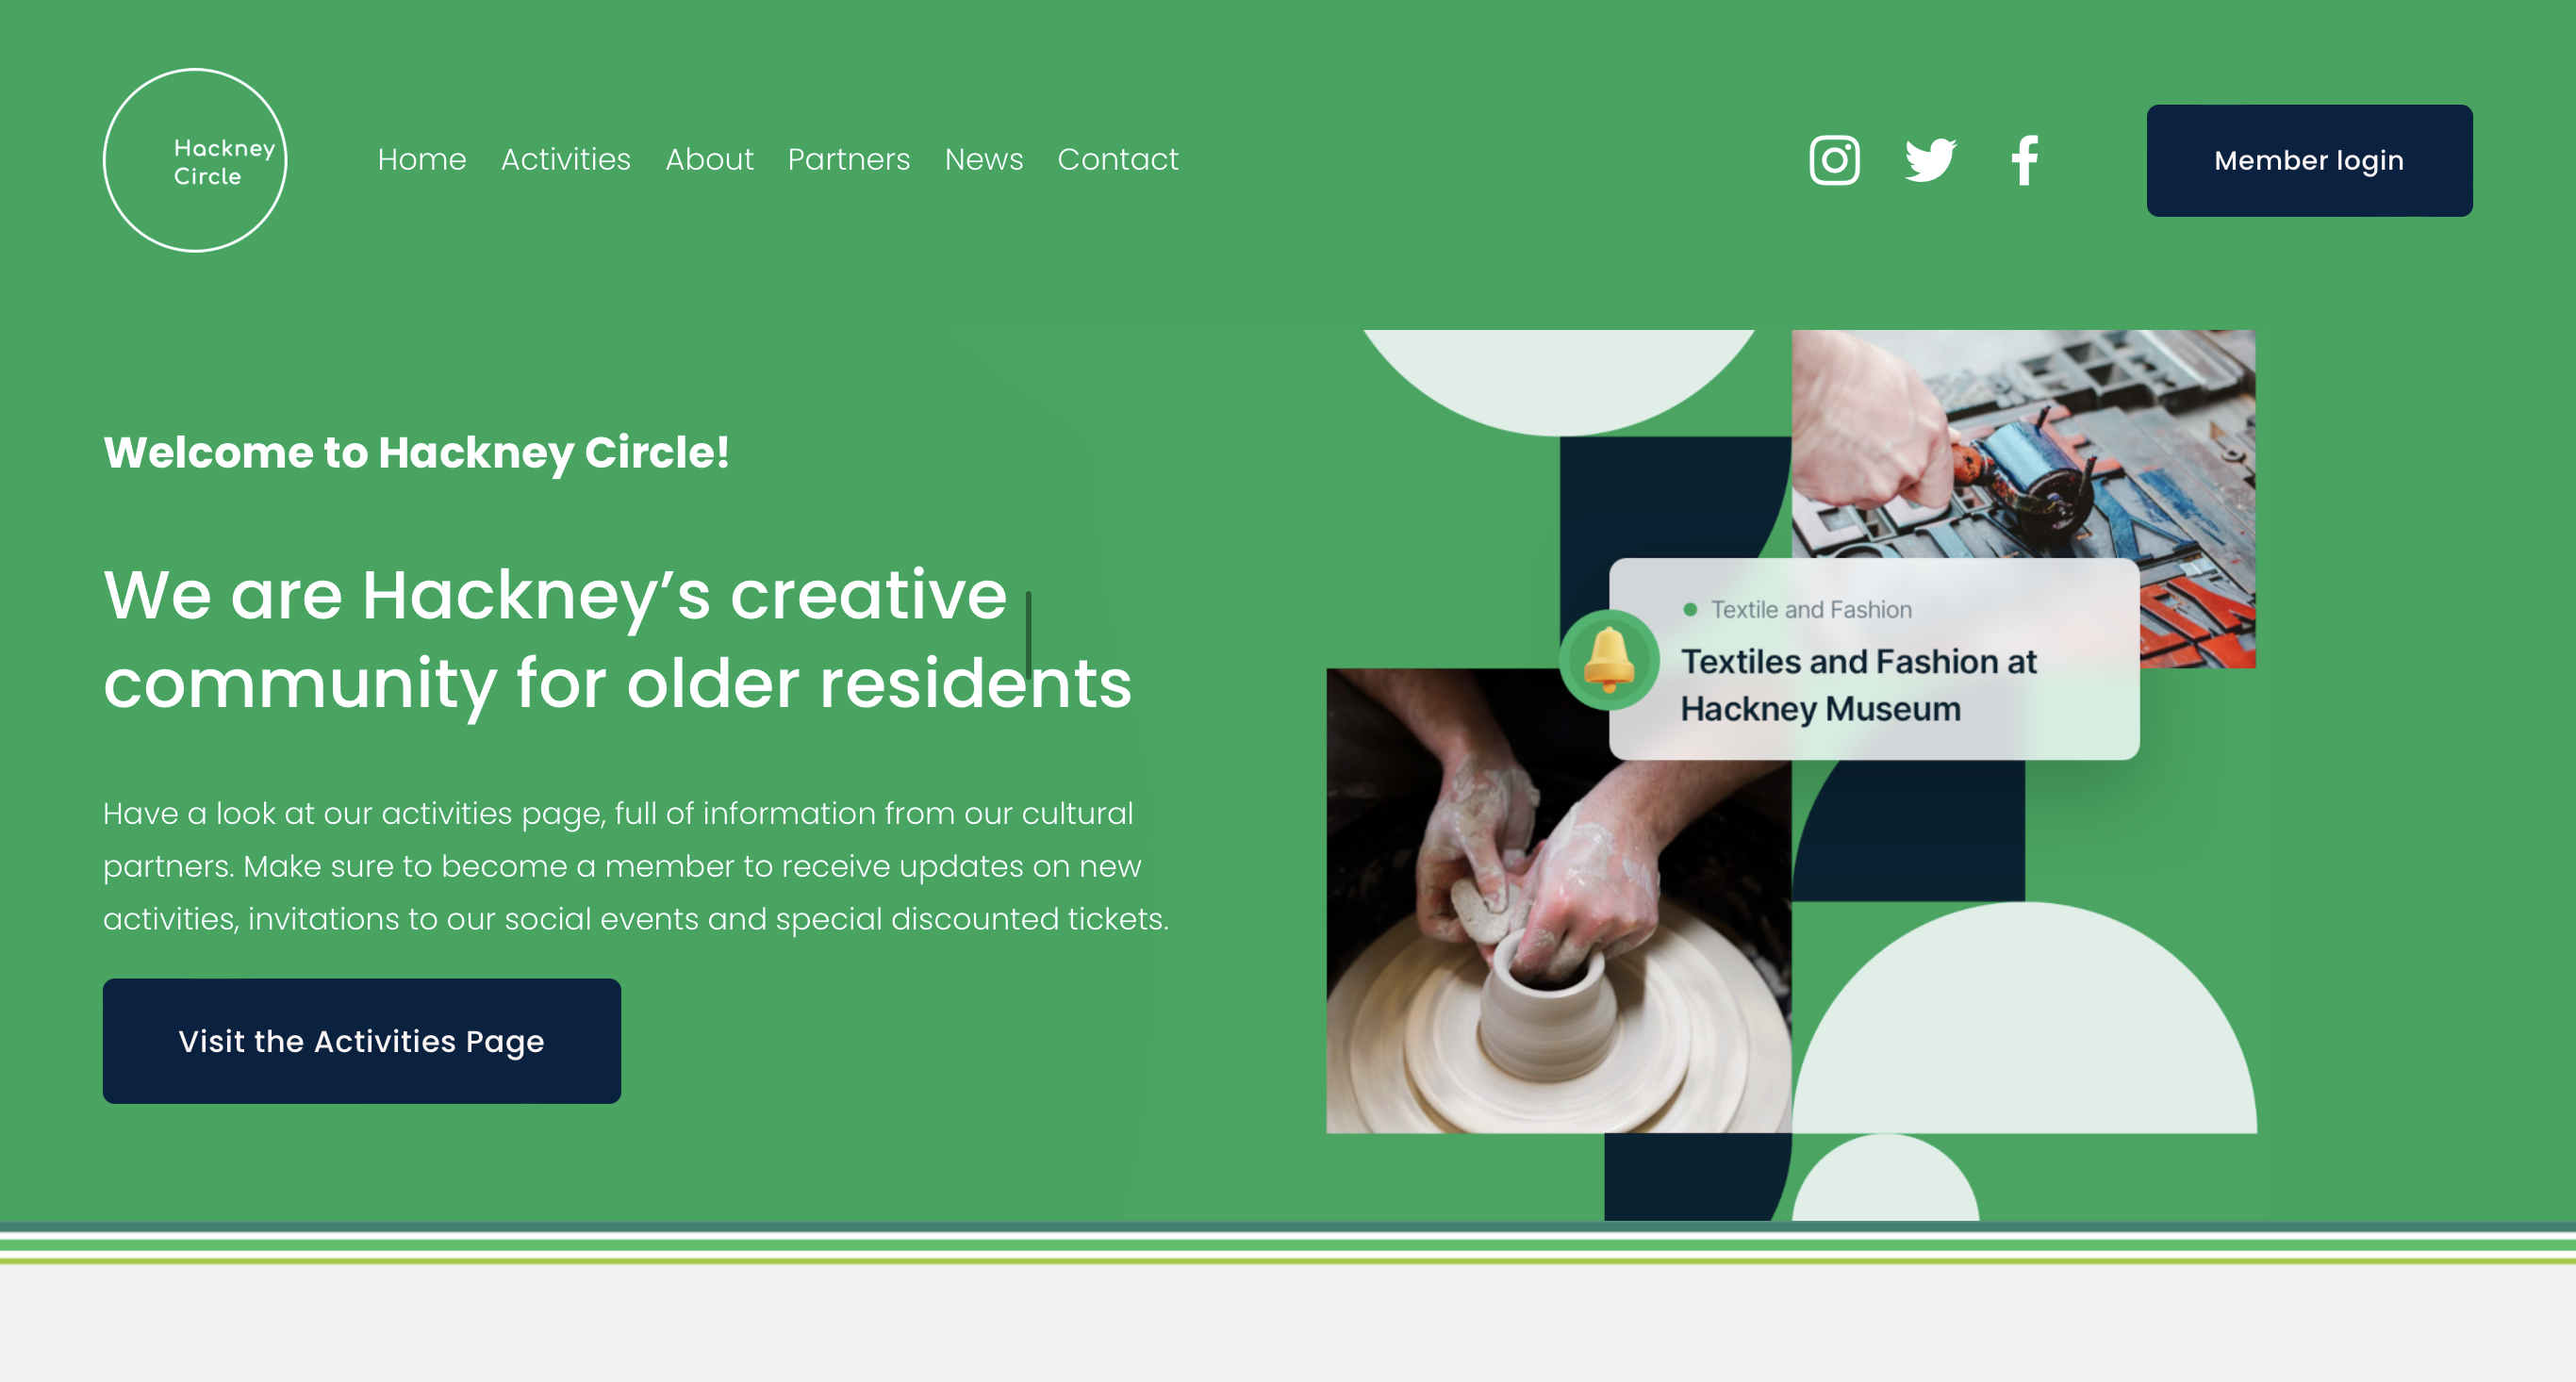 Hackney
Circle
Home Activities About Partners News Contact
Member login
Welcome to Hackney Circle!
We are Hackney’s creative
community for older residents
Have a look at our activities page, full of information from our cultural
partners. Make sure to become a member to receive updates on new
activities, invitations to our social events and special discounted tickets.
Visit the Activities Page
Textile and Fashion
Textiles and Fashion at
Hackney Museum